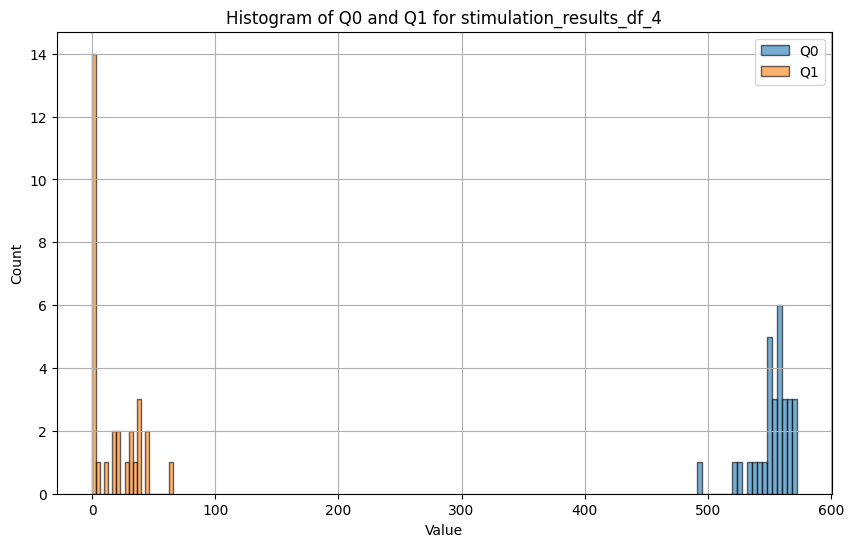 Histogram of Q0 and Q1 for stimulation_results_df_4
Q0
Q1
14
12
10
8
6
4
2
0
Count
0 100 200 300 400 500 600
Value